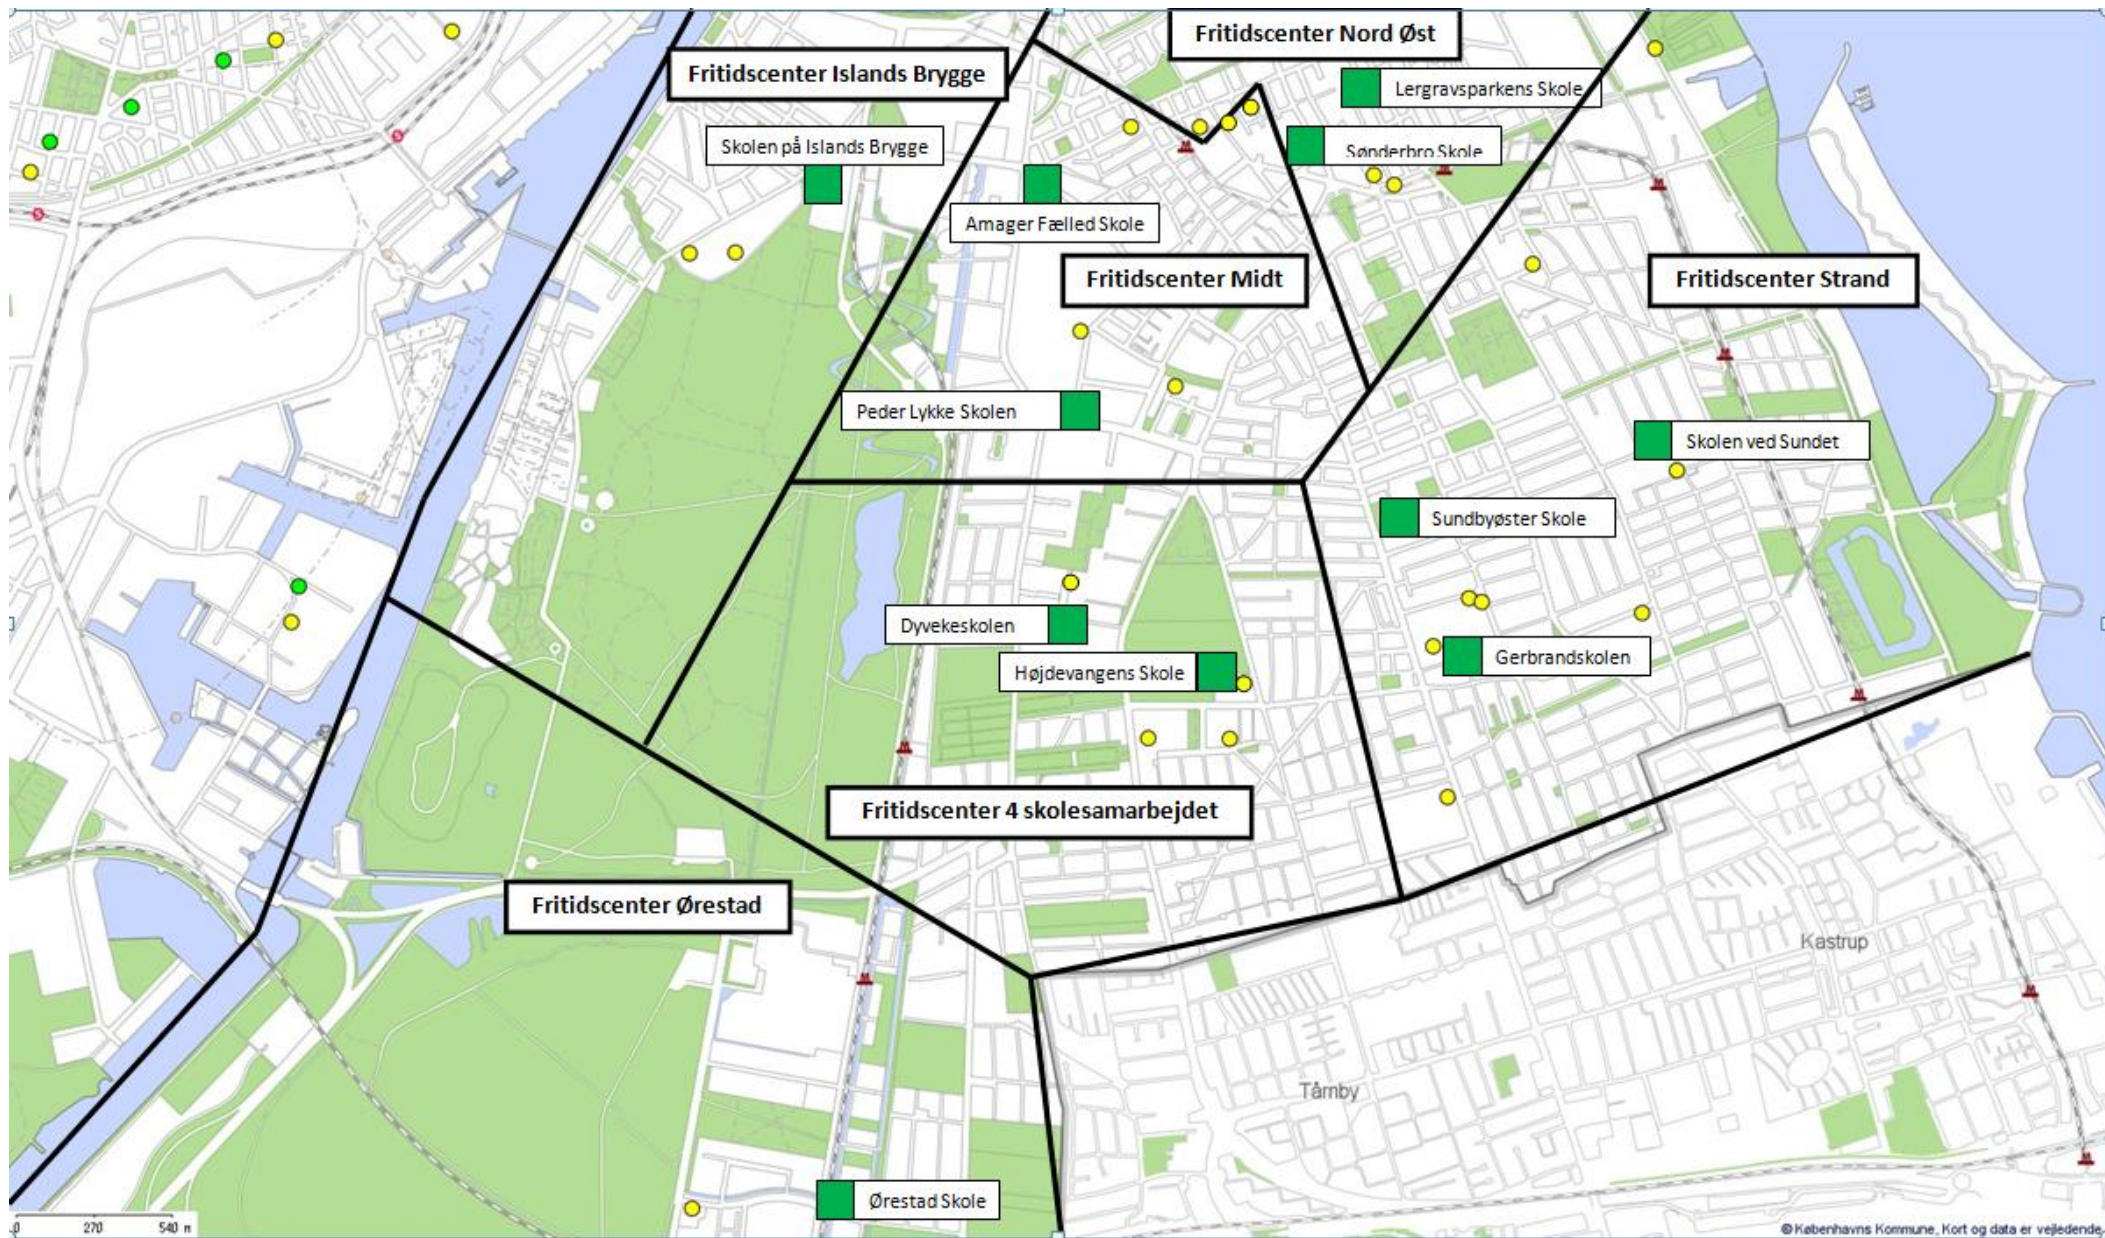 Fritidscenter Nord Øst
Fritidscenter Islands Brygge
Lergravsparkens Skole
Skolen på Islands Brygge
Sønderbro Skole
Amager Fælled Skole
Fritidscenter Midt
Fritidscenter Strand
Peder Lykke Skolen
Skolen ved Sundet
Sundbyøster Skole
Dyvekeskolen
Højdevangens Skole
Gerbrandskolen
Fritidscenter 4 skolesamarbejdet
Fritidscenter Ørestad
Kastrup
Tårnby
Ørestad Skole
0 270 540 m
© Københavns Kommune, Kort og data er vejledende